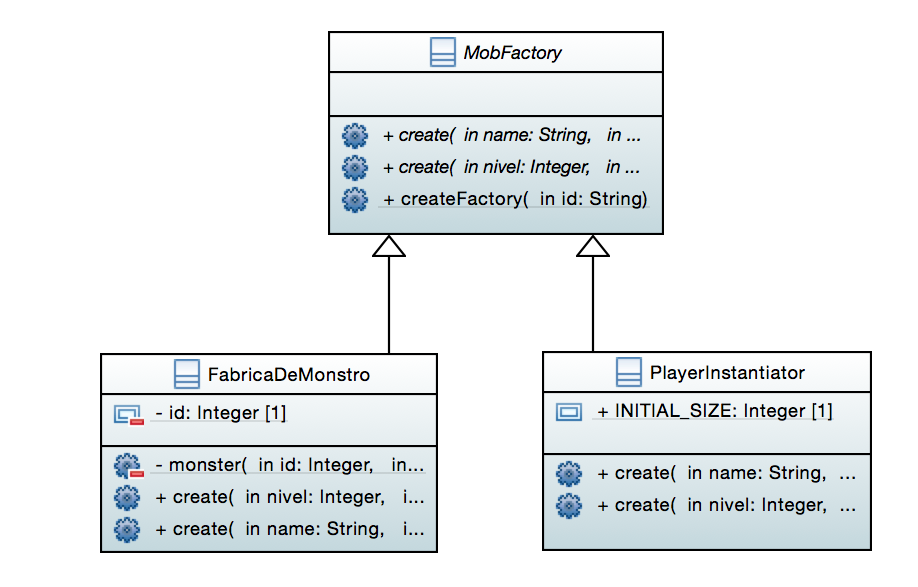 MobFactory
+ create( in name: String, in ...
+ create( in nivel: Integer, in ...
+ createFactory( in id: String)
FabricaDeMonstro
- id: Integer [1]
- monster( in id: Integer, in...
+ create( in nivel: Integer, i...
+ create( in name: String, i...
PlayerInstantiator
+ INITIAL_SIZE: Integer [1]
+ create( in name: String, ...
+ create( in nivel: Integer, ...